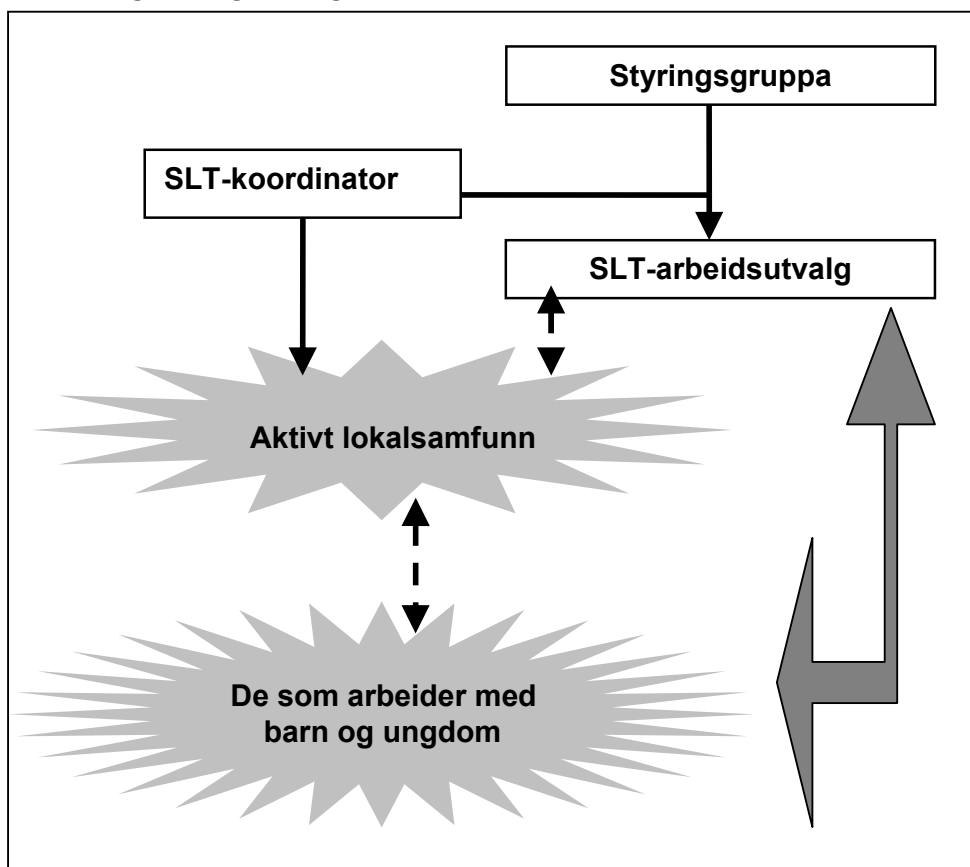 Styringsgruppa
SLT-koordinator
SLT-arbeidsutvalg
Aktivt lokalsamfunn
De som arbeider med
barn og ungdom